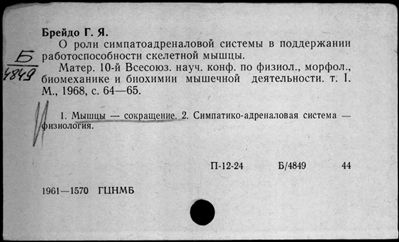 Брейдо Г. Я.
О роли симпатоадреналовой системы в поддержании
работоспособности скелетной мышцы.
Б
4849
Матер. 10-й Всесоюз. науч. конф. по физиол., морфол.,
биомеханике и биохимии мышечной деятельности. т. I.
М., 1968, с. 64—65.
1. Мышцы — сокращение. 2. Симпатико-адреналовая система —
физиология.
П-12-24 Б/4849 44
1961—1570 ГЦНМБ